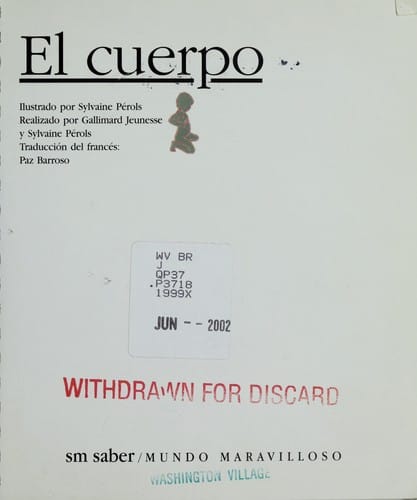 El cuerpo
Ilustrado por Sylvaine Pérols
Realizado por Gallimard Jeunesse
y Sylvaine Pérols
Traducción del francés:
Paz Barroso
WV BR
J
QP37
.P3718
1999X
JUN -- 2002
WITHDRAWN FOR DISCARD
sm saber/MUNDO MARAVILLOSO
WASHINGTON VILLAGE